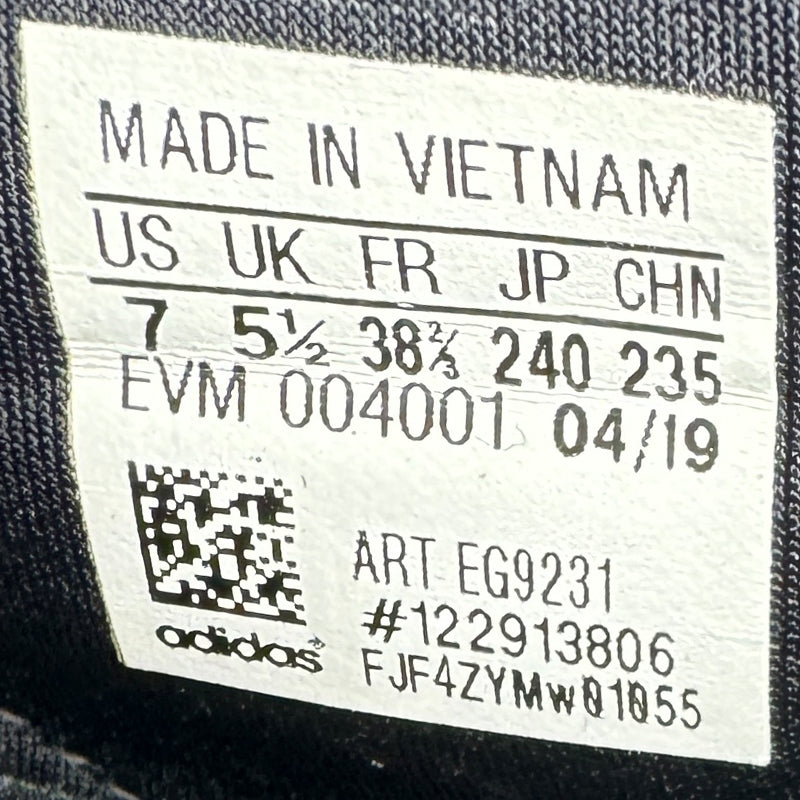 MADE IN VIETNAM
US UK FR JP CHN
7 5½ 38⅔ 240 235
EVM 004001 04/19
ART EG9231
#122913806
FJF4ZYMW01055
adidas